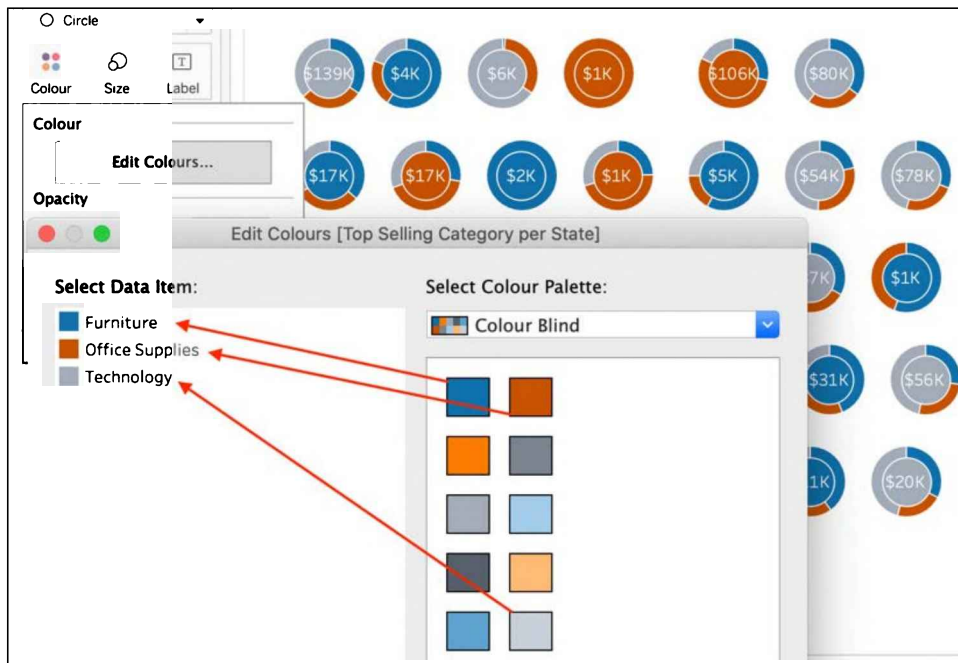 Circle
Colour Size Label
Colour
Edit Colours...
Opacity
Edit Colours [Top Selling Category per State]
Select Data Item:
Furniture
Office Supplies
Technology
Select Colour Palette:
Colour Blind
$139K $4K $6K $1K $106K $80K
$17K $17K $2K $1K $5K $54K $78K
7K $1K
$31K $56K
1K $20K